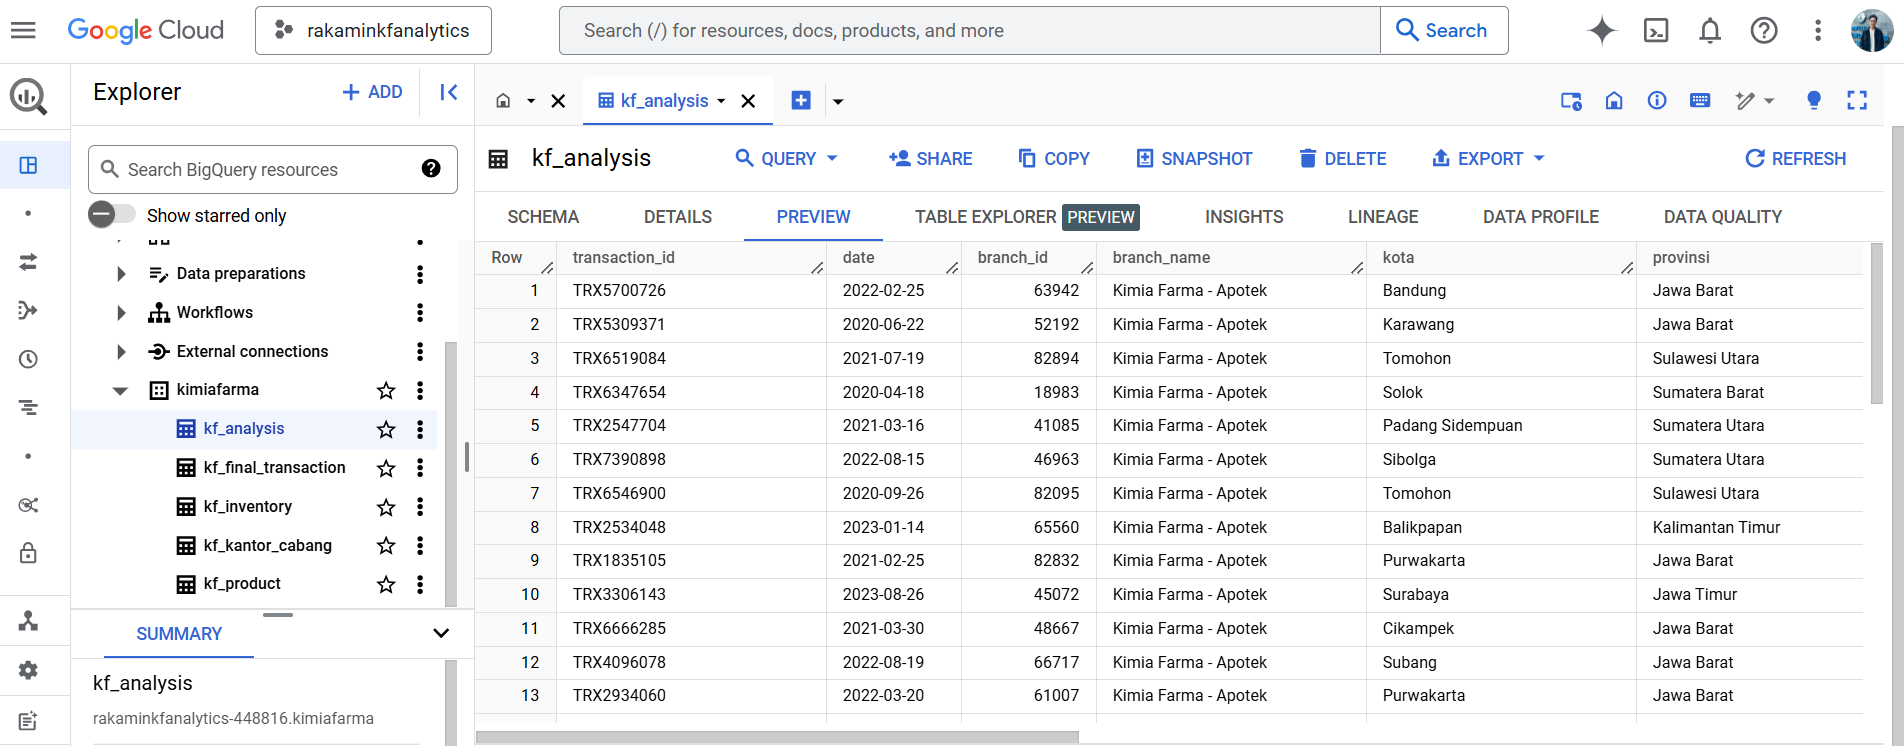 Google Cloud
rakaminkfanalytics
Search (/) for resources, docs, products, and more
Search
Explorer
ADD
Search BigQuery resources
Show starred only
Data preparations
Workflows
External connections
kimiafarma
kf_analysis
kf_final_transaction
kf_inventory
kf_kantor_cabang
kf_product
SUMMARY
kf_analysis
rakaminkfanalytics-448816.kimiafarma
kf_analysis
kf_analysis
QUERY
SHARE
COPY
SNAPSHOT
DELETE
EXPORT
REFRESH
SCHEMA DETAILS PREVIEW TABLE EXPLORER PREVIEW INSIGHTS LINEAGE DATA PROFILE DATA QUALITY
Row transaction_id date branch_id branch_name kota provinsi
1 TRX5700726 2022-02-25 63942 Kimia Farma - Apotek Bandung Jawa Barat
2 TRX5309371 2020-06-22 52192 Kimia Farma - Apotek Karawang Jawa Barat
3 TRX6519084 2021-07-19 82894 Kimia Farma - Apotek Tomohon Sulawesi Utara
4 TRX6347654 2020-04-18 18983 Kimia Farma - Apotek Solok Sumatera Barat
5 TRX2547704 2021-03-16 41085 Kimia Farma - Apotek Padang Sidempuan Sumatera Utara
6 TRX7390898 2022-08-15 46963 Kimia Farma - Apotek Sibolga Sumatera Utara
7 TRX6546900 2020-09-26 82095 Kimia Farma - Apotek Tomohon Sulawesi Utara
8 TRX2534048 2023-01-14 65560 Kimia Farma - Apotek Balikpapan Kalimantan Timur
9 TRX1835105 2021-02-25 82832 Kimia Farma - Apotek Purwakarta Jawa Barat
10 TRX3306143 2023-08-26 45072 Kimia Farma - Apotek Surabaya Jawa Timur
11 TRX6666285 2021-03-30 48667 Kimia Farma - Apotek Cikampek Jawa Barat
12 TRX4096078 2022-08-19 66717 Kimia Farma - Apotek Subang Jawa Barat
13 TRX2934060 2022-03-20 61007 Kimia Farma - Apotek Purwakarta Jawa Barat